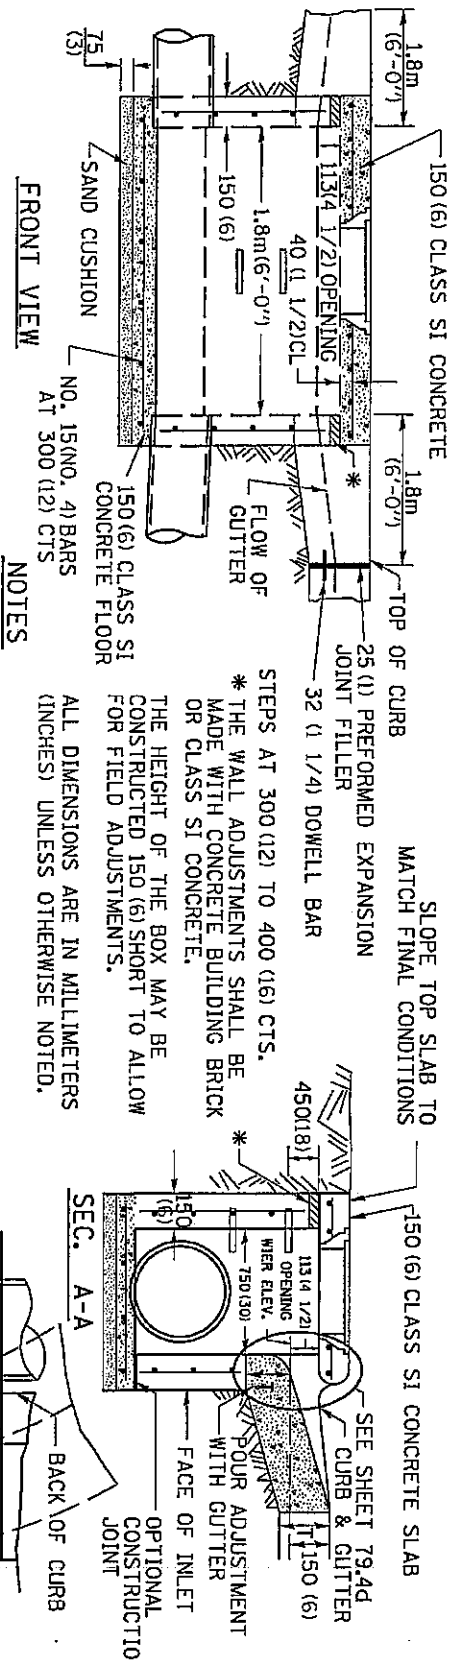 1.8m
(6'-0")
150 (6) CLASS SI CONCRETE
1.8m
(6'-0")
TOP OF CURB
25 (1) PREFORMED EXPANSION
JOINT FILLER
32 (1 1/4) DOWELL BAR
113(4 1/2) OPENING
40 (1 1/2)CL
1.8m(6'-0")
150 (6)
*
FLOW OF
GUTTER
75
(3)
SAND CUSHION
150 (6) CLASS SI
CONCRETE FLOOR
NO. 15(NO. 4) BARS
AT 300 (12) CTS
FRONT VIEW
NOTES
STEPS AT 300 (12) TO 400 (16) CTS.
* THE WALL ADJUSTMENTS SHALL BE
MADE WITH CONCRETE BUILDING BRICK
OR CLASS SI CONCRETE.
THE HEIGHT OF THE BOX MAY BE
CONSTRUCTED 150 (6) SHORT TO ALLOW
FOR FIELD ADJUSTMENTS.
ALL DIMENSIONS ARE IN MILLIMETERS
(INCHES) UNLESS OTHERWISE NOTED.
SLOPE TOP SLAB TO
MATCH FINAL CONDITIONS
150 (6) CLASS SI CONCRETE SLAB
SEE SHEET 79.4d
CURB & GUTTER
450(18)
*
113(4 1/2)
OPENING
WIER ELEV.
750(30)
150
(6)
T
T
150 (6)
POUR ADJUSTMENT
WITH GUTTER
FACE OF INLET
OPTIONAL
CONSTRUCTIO
JOINT
SEC. A-A
BACK OF CURB